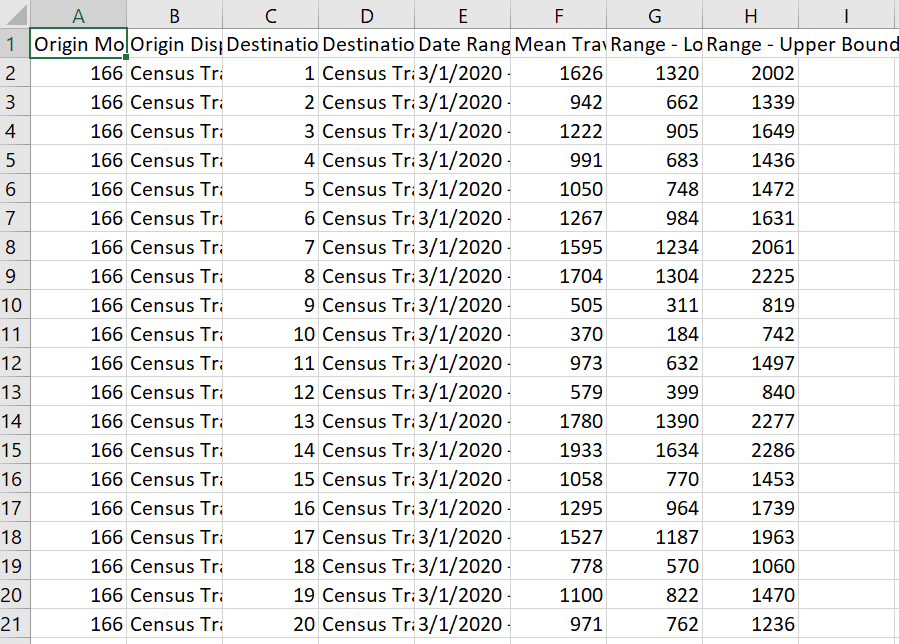 A B C D E F G H I
1 Origin Mo Origin Disp Destinatio Destinatio Date Rang Mean Trav Range - Lo Range - Upper Bound
2 166 Census Tra 1 Census Tra 3/1/2020 - 1626 1320 2002
3 166 Census Tra 2 Census Tra 3/1/2020 - 942 662 1339
4 166 Census Tra 3 Census Tra 3/1/2020 - 1222 905 1649
5 166 Census Tra 4 Census Tra 3/1/2020 - 991 683 1436
6 166 Census Tra 5 Census Tra 3/1/2020 - 1050 748 1472
7 166 Census Tra 6 Census Tra 3/1/2020 - 1267 984 1631
8 166 Census Tra 7 Census Tra 3/1/2020 - 1595 1234 2061
9 166 Census Tra 8 Census Tra 3/1/2020 - 1704 1304 2225
10 166 Census Tra 9 Census Tra 3/1/2020 - 505 311 819
11 166 Census Tra 10 Census Tra 3/1/2020 - 370 184 742
12 166 Census Tra 11 Census Tra 3/1/2020 - 973 632 1497
13 166 Census Tra 12 Census Tra 3/1/2020 - 579 399 840
14 166 Census Tra 13 Census Tra 3/1/2020 - 1780 1390 2277
15 166 Census Tra 14 Census Tra 3/1/2020 - 1933 1634 2286
16 166 Census Tra 15 Census Tra 3/1/2020 - 1058 770 1453
17 166 Census Tra 16 Census Tra 3/1/2020 - 1295 964 1739
18 166 Census Tra 17 Census Tra 3/1/2020 - 1527 1187 1963
19 166 Census Tra 18 Census Tra 3/1/2020 - 778 570 1060
20 166 Census Tra 19 Census Tra 3/1/2020 - 1100 822 1470
21 166 Census Tra 20 Census Tra 3/1/2020 - 971 762 1236